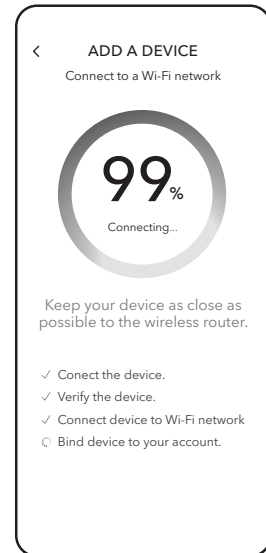 ADD A DEVICE
Connect to a Wi-Fi network
99%
Connecting...
Keep your device as close as
possible to the wireless router.
Conect the device.
Verify the device.
Connect device to Wi-Fi network
Bind device to your account.